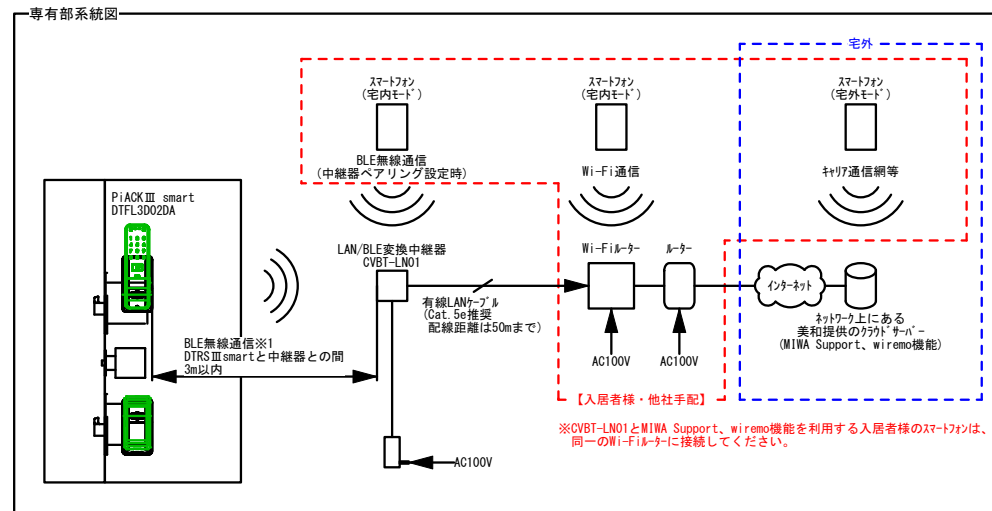 専有部系統図
宅外
スマートフォン
(宅内モード)
スマートフォン
(宅内モード)
スマートフォン
(宅外モード)
BLE無線通信
(中継器ペアリング設定時)
Wi-Fi通信
キャリア通信網等
PiACKⅢ smart
DTFL3D02DA
LAN/BLE変換中継器
CVBT-LN01
Wi-Fiルーター
ルーター
インターネット
有線LANケーブル
(Cat.5e推奨
配線距離は50mまで)
ネットワーク上にある
美和提供のクラウドサーバー
(MIWA Support、wiremo機能)
BLE無線通信※1
DTRSⅢsmartと中継器との間
3m以内
AC100V
AC100V
【入居者様・他社手配】
※CVBT-LN01とMIWA Support、wiremo機能を利用する入居者様のスマートフォンは、
同一のWi-Fiルーターに接続してください。
AC100V